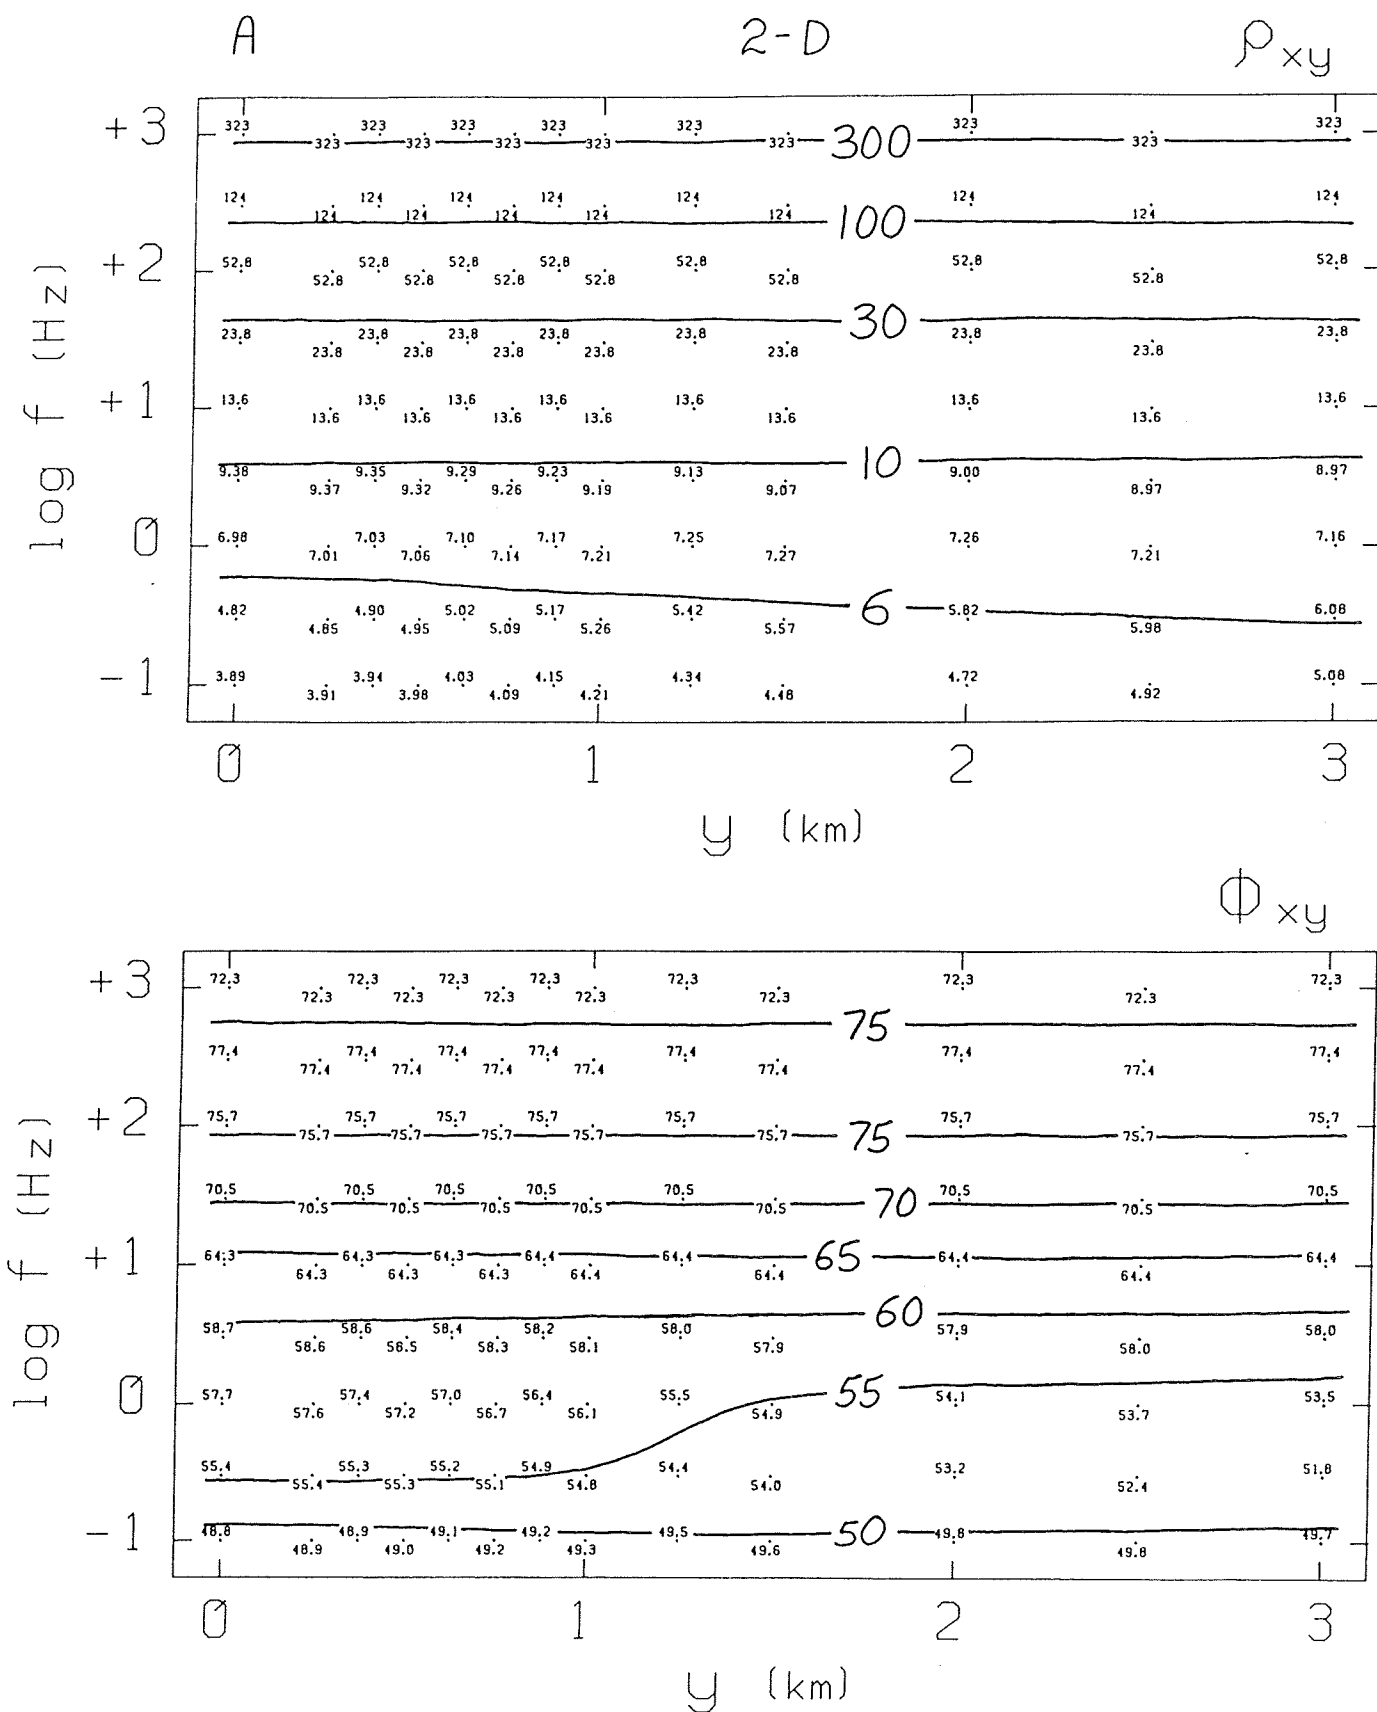 A 2-D ρxy
+3 323 323 323 323 323 323 323 323 323 323 323 323 323 300
124 124 124 124 124 124 124 124 124 124 124 124 124 100
+2 52.8 52.8 52.8 52.8 52.8 52.8 52.8 52.8 52.8 52.8 52.8 52.8 52.8
30
23.8 23.8 23.8 23.8 23.8 23.8 23.8 23.8 23.8 23.8 23.8 23.8 23.8
+1 13.6 13.6 13.6 13.6 13.6 13.6 13.6 13.6 13.6 13.6 13.6 13.6 13.6
10
9.38 9.37 9.35 9.32 9.29 9.26 9.23 9.19 9.13 9.07 9.00 8.97 8.97
0 6.98 7.01 7.03 7.06 7.10 7.14 7.17 7.21 7.25 7.27 7.26 7.21 7.16
4.82 4.85 4.90 4.95 5.02 5.09 5.17 5.26 5.42 5.57 6 5.82 5.98 6.08
-1 3.89 3.91 3.94 3.98 4.03 4.09 4.15 4.21 4.34 4.48 4.72 4.92 5.08
log f (Hz)
0 1 2 3
y (km)
Φxy
+3 72.3 72.3 72.3 72.3 72.3 72.3 72.3 72.3 72.3 72.3 72.3 72.3 72.3
75
77.4 77.4 77.4 77.4 77.4 77.4 77.4 77.4 77.4 77.4 77.4 77.4 77.4
+2 75.7 75.7 75.7 75.7 75.7 75.7 75.7 75.7 75.7 75.7 75 75.7 75.7 75.7
70.5 70.5 70.5 70.5 70.5 70.5 70.5 70.5 70.5 70.5 70 70.5 70.5 70.5
+1 64.3 64.3 64.3 64.3 64.3 64.3 64.4 64.4 64.4 64.4 65 64.4 64.4 64.4
60
58.7 58.6 58.6 58.5 58.4 58.3 58.2 58.1 58.0 57.9 57.9 58.0 58.0
0 57.7 57.6 57.4 57.2 57.0 56.7 56.4 56.1 55.5 54.9 55 54.1 53.7 53.5
55.4 55.4 55.3 55.3 55.2 55.1 54.9 54.8 54.4 54.0 53.2 52.4 51.8
-1 48.8 48.9 48.9 49.0 49.1 49.2 49.2 49.3 49.5 49.6 50 49.8 49.8 49.7
log f (Hz)
0 1 2 3
y (km)